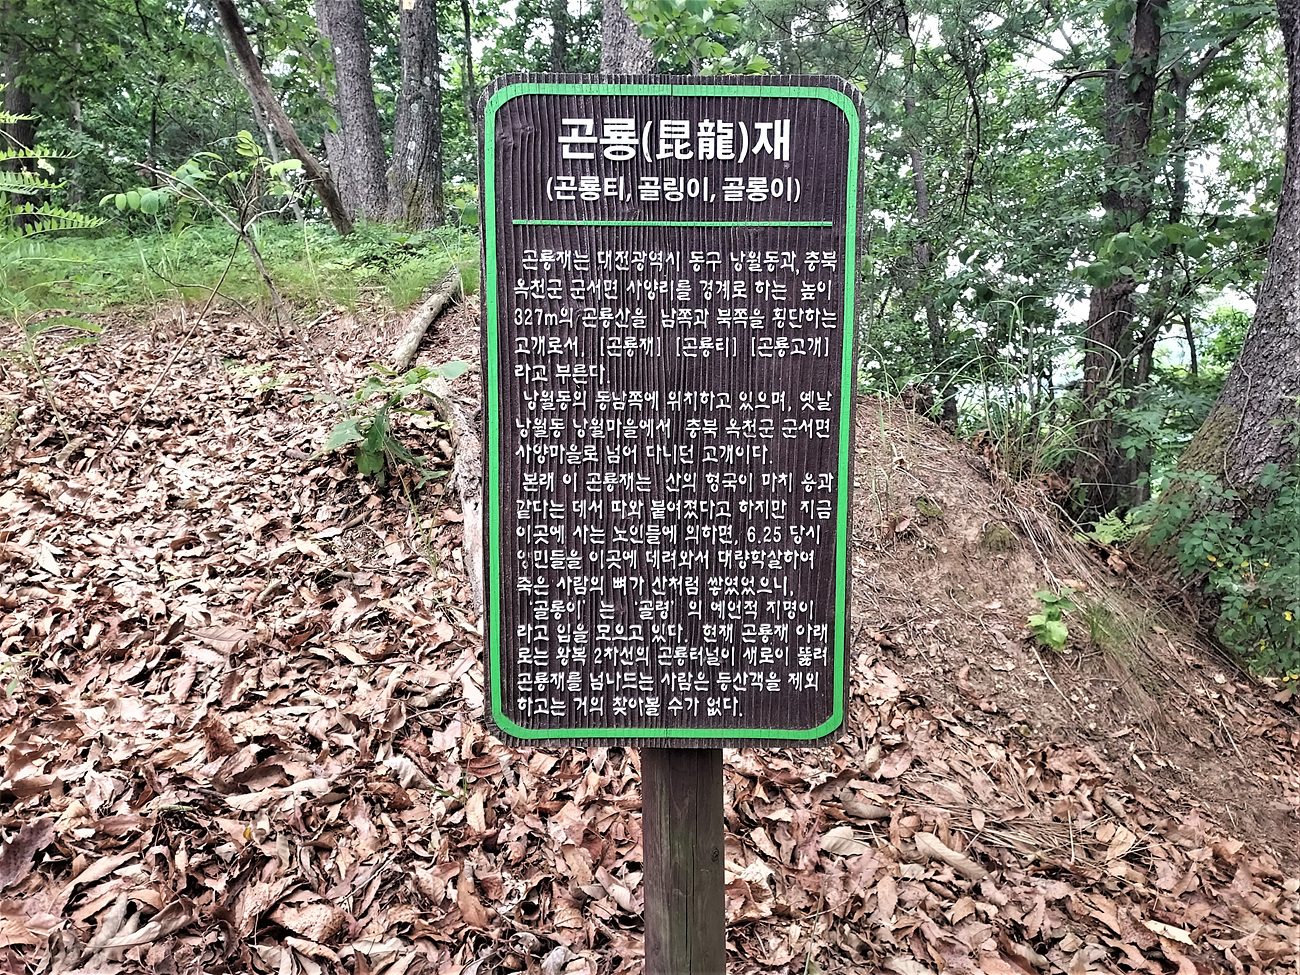 곤룡(昆龍)재
(곤룡티, 골링이, 골롱이)
곤룡재는 대전광역시 동구 낭월동과, 충북
옥천군 군서면 사양리를 경계로 하는 높이
327m의 곤룡산을 남쪽과 북쪽을 횡단하는
고개로서, [곤룡재] [곤룡티] [곤룡고개]
라고 부른다.
낭월동의 동남쪽에 위치하고 있으며, 옛날
낭월동 낭월마을에서 충북 옥천군 군서면
사양마을로 넘어 다니던 고개이다.
본래 이 곤룡재는 산의 형국이 마치 용과
같다는 데서 따와 붙여졌다고 하지만 지금
이곳에 사는 노인들에 의하면, 6.25 당시
양민들을 이곳에 데려와서 대량학살하여
죽은 사람의 뼈가 산처럼 쌓였었으니,
'골롱이' 는 '골령' 의 예언적 지명이
라고 입을 모으고 있다. 현재 곤룡재 아래
로는 왕복 2차선의 곤룡터널이 새로이 뚫려
곤룡재를 넘나드는 사람은 등산객을 제외
하고는 거의 찾아볼 수가 없다.